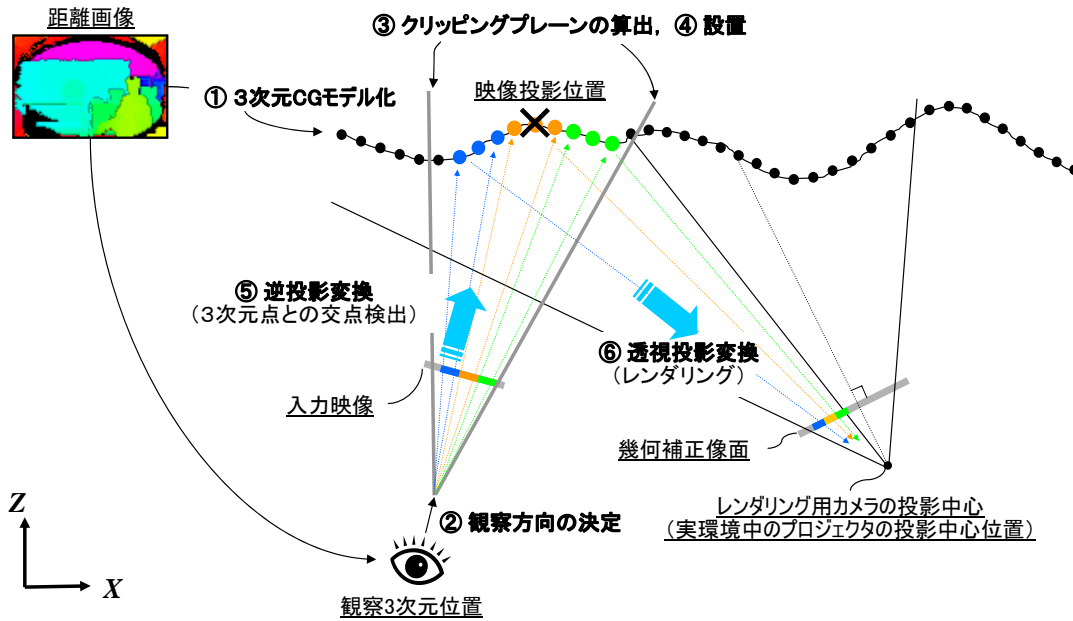 距離画像
③ クリッピングプレーンの算出, ④ 設置
① 3次元CGモデル化
映像投影位置
⑤ 逆投影変換
(3次元点との交点検出)
⑥ 透視投影変換
(レンダリング)
入力映像
幾何補正像面
レンダリング用カメラの投影中心
(実環境中のプロジェクタの投影中心位置)
② 観察方向の決定
Z
X
観察3次元位置